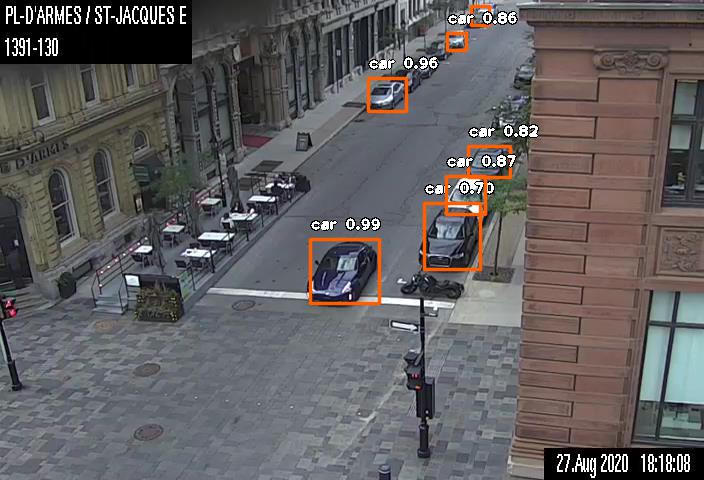 PL-D'ARMES / ST-JACQUES E
1391-130
car 0.86
car 0.96
car 0.82
car 0.87
car 0.70
car 0.99
D'ARMES
27.Aug 2020 18:18:08